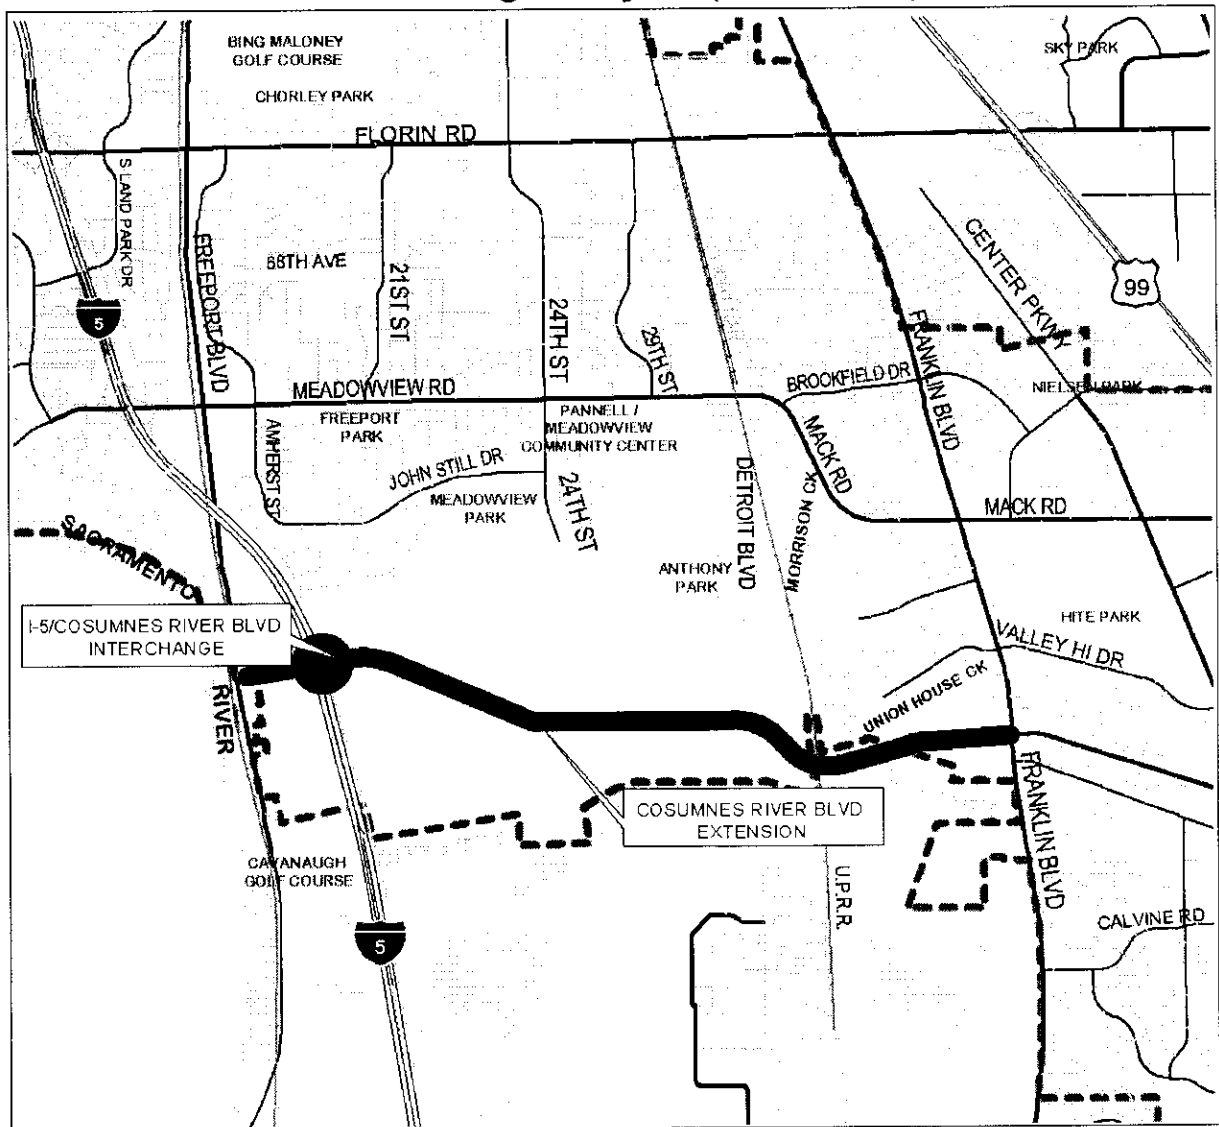 BING MALONEY
GOLF COURSE
SKY PARK
CHORLEY PARK
FLORIN RD
S LAND PARK DR
FREEPORT BLVD
68TH AVE
21ST ST
24TH ST
29TH ST
CENTER PKWY
99
5
FRANKLIN BLVD
MEADOWVIEW RD
BROOKFIELD DR
NIELSEN PARK
FREEPORT
PARK
PANNELL /
MEADOWVIEW
COMMUNITY CENTER
AMHERST ST
JOHN STILL DR
MACK RD
MEADOWVIEW
PARK
24TH ST
DETROIT BLVD
MORRISON CK
MACK RD
SACRAMENTO
ANTHONY
PARK
HITE PARK
I-5/COSUMNES RIVER BLVD
INTERCHANGE
VALLEY HI DR
UNION HOUSE CK
RIVER
FRANKLIN BLVD
COSUMNES RIVER BLVD
EXTENSION
CAVANAUGH
GOLF COURSE
U.P.R.R.
CALVINE RD
5